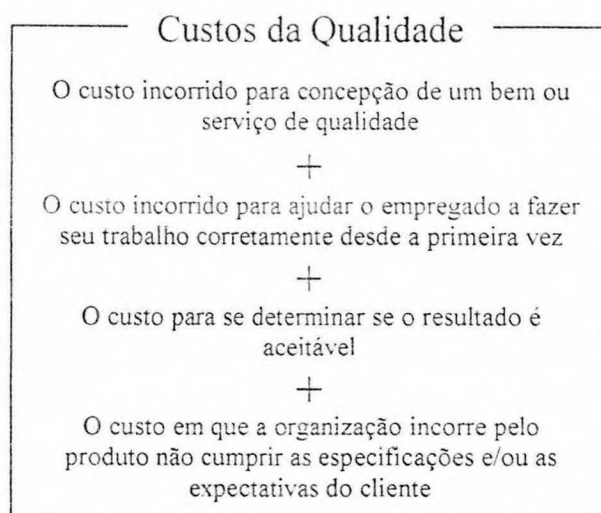 Custos da Qualidade
O custo incorrido para concepção de um bem ou
serviço de qualidade
+
O custo incorrido para ajudar o empregado a fazer
seu trabalho corretamente desde a primeira vez
+
O custo para se determinar se o resultado é
aceitável
+
O custo em que a organização incorre pelo
produto não cumprir as especificações e/ou as
expectativas do cliente